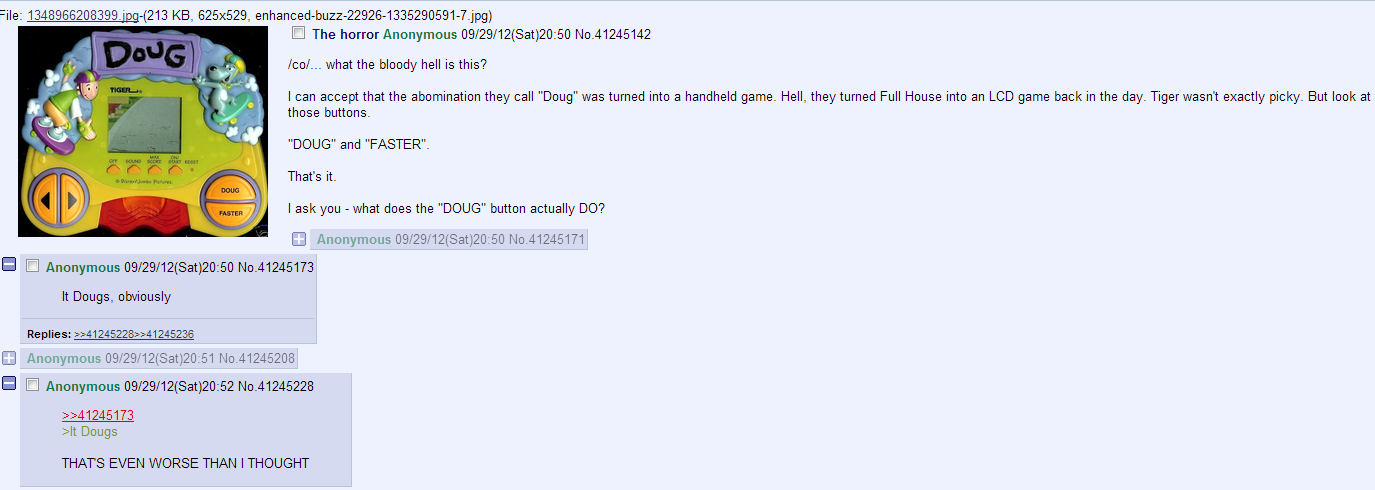 File: 1348966208399.jpg-(213 KB, 625x529, enhanced-buzz-22926-1335290591-7.jpg)
DOUG
TIGER
OFF SOUND MAX SCORE ON/START RESET
© Disney/Jumbo Pictures.
DOUG
FASTER
The horror Anonymous 09/29/12(Sat)20:50 No.41245142
/co/... what the bloody hell is this?
I can accept that the abomination they call "Doug" was turned into a handheld game. Hell, they turned Full House into an LCD game back in the day. Tiger wasn't exactly picky. But look at
those buttons.
"DOUG" and "FASTER".
That's it.
I ask you - what does the "DOUG" button actually DO?
Anonymous 09/29/12(Sat)20:50 No.41245171
Anonymous 09/29/12(Sat)20:50 No.41245173
It Dougs, obviously
Replies: >>41245228>>41245236
Anonymous 09/29/12(Sat)20:51 No.41245208
Anonymous 09/29/12(Sat)20:52 No.41245228
>>41245173
>It Dougs
THAT'S EVEN WORSE THAN I THOUGHT